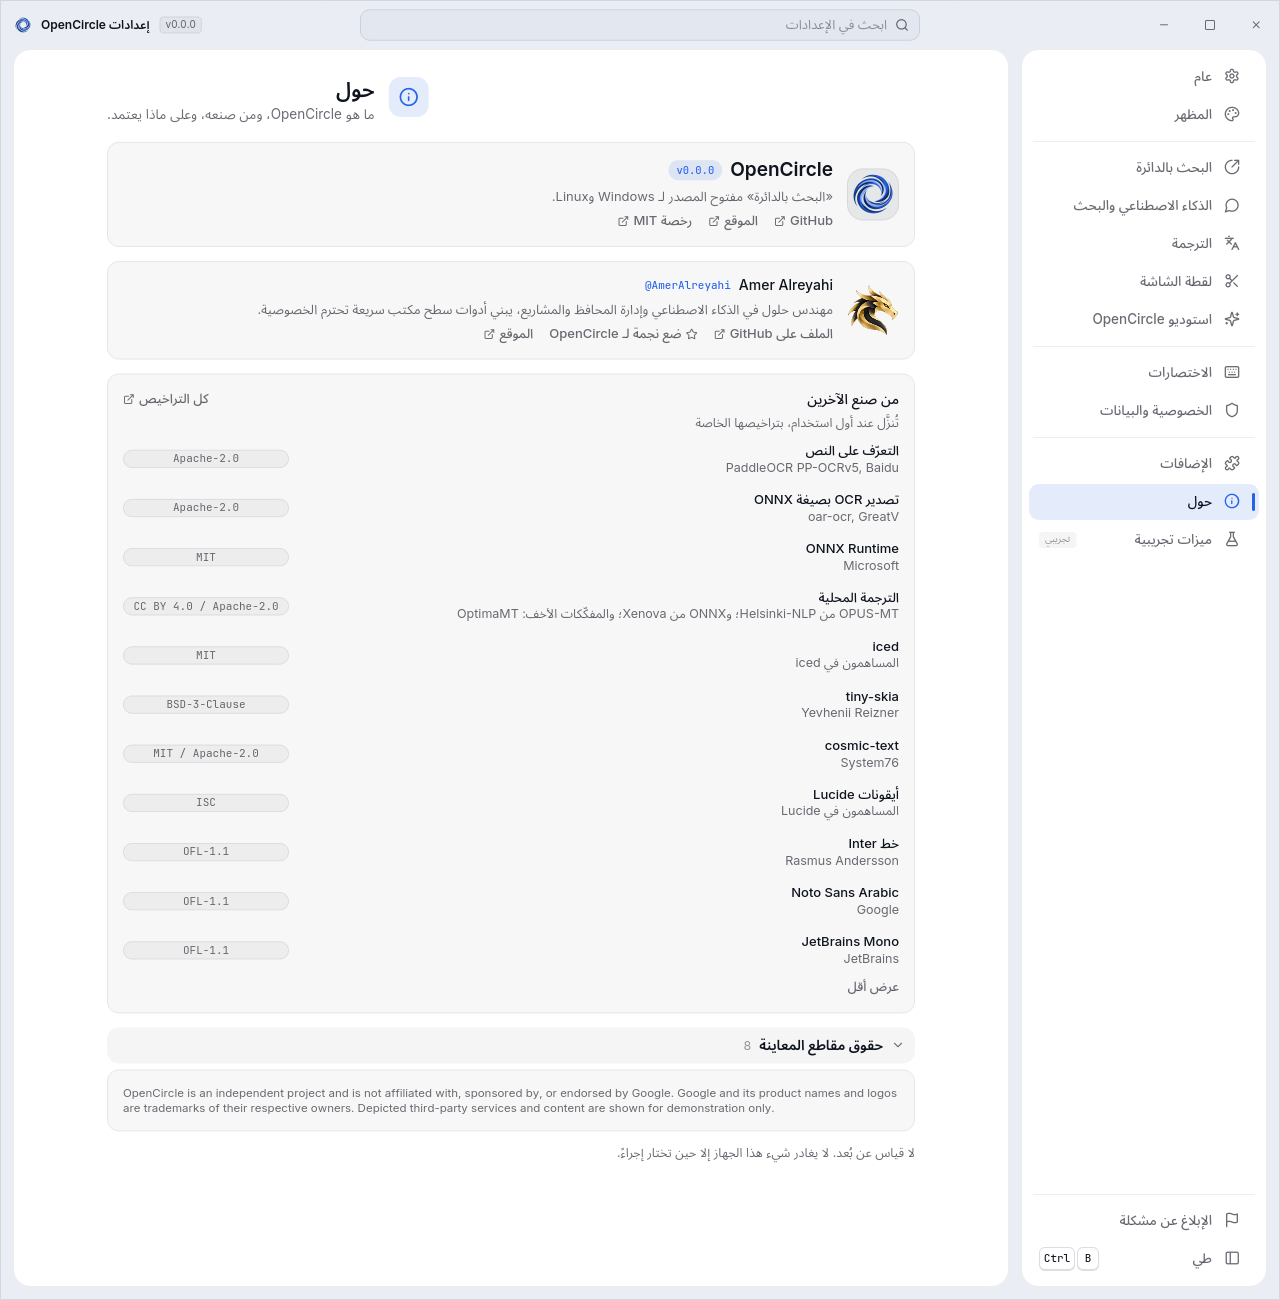 إعدادات OpenCircle v0.0.0
ابحث في الإعدادات
عام
المظهر
البحث بالدائرة
الذكاء الاصطناعي والبحث
الترجمة
لقطة الشاشة
استوديو OpenCircle
الاختصارات
الخصوصية والبيانات
الإضافات
حول
ميزات تجريبية تجريبي
الإبلاغ عن مشكلة
طي Ctrl B
حول
ما هو OpenCircle، ومن صنعه، وعلى ماذا يعتمد.
OpenCircle v0.0.0
«البحث بالدائرة» مفتوح المصدر لـ Windows وLinux.
GitHub الموقع رخصة MIT
Amer Alreyahi @AmerAlreyahi
مهندس حلول في الذكاء الاصطناعي وإدارة المحافظ والمشاريع، يبني أدوات سطح مكتب سريعة تحترم الخصوصية.
الملف على GitHub ضع نجمة لـ OpenCircle الموقع
من صنع الآخرين كل التراخيص
تُنزَّل عند أول استخدام، بتراخيصها الخاصة
التعرّف على النص
PaddleOCR PP-OCRv5, Baidu
Apache-2.0
تصدير OCR بصيغة ONNX
oar-ocr, GreatV
Apache-2.0
ONNX Runtime
Microsoft
MIT
الترجمة المحلية
OPUS-MT من Helsinki-NLP؛ وONNX من Xenova؛ والمفكّكات الأخف: OptimaMT
CC BY 4.0 / Apache-2.0
iced
المساهمون في iced
MIT
tiny-skia
Yevhenii Reizner
BSD-3-Clause
cosmic-text
System76
MIT / Apache-2.0
أيقونات Lucide
المساهمون في Lucide
ISC
خط Inter
Rasmus Andersson
OFL-1.1
Noto Sans Arabic
Google
OFL-1.1
JetBrains Mono
JetBrains
OFL-1.1
عرض أقل
حقوق مقاطع المعاينة 8
OpenCircle is an independent project and is not affiliated with, sponsored by, or endorsed by Google. Google and its product names and logos
are trademarks of their respective owners. Depicted third-party services and content are shown for demonstration only.
لا قياس عن بُعد. لا يغادر شيء هذا الجهاز إلا حين تختار إجراءً.